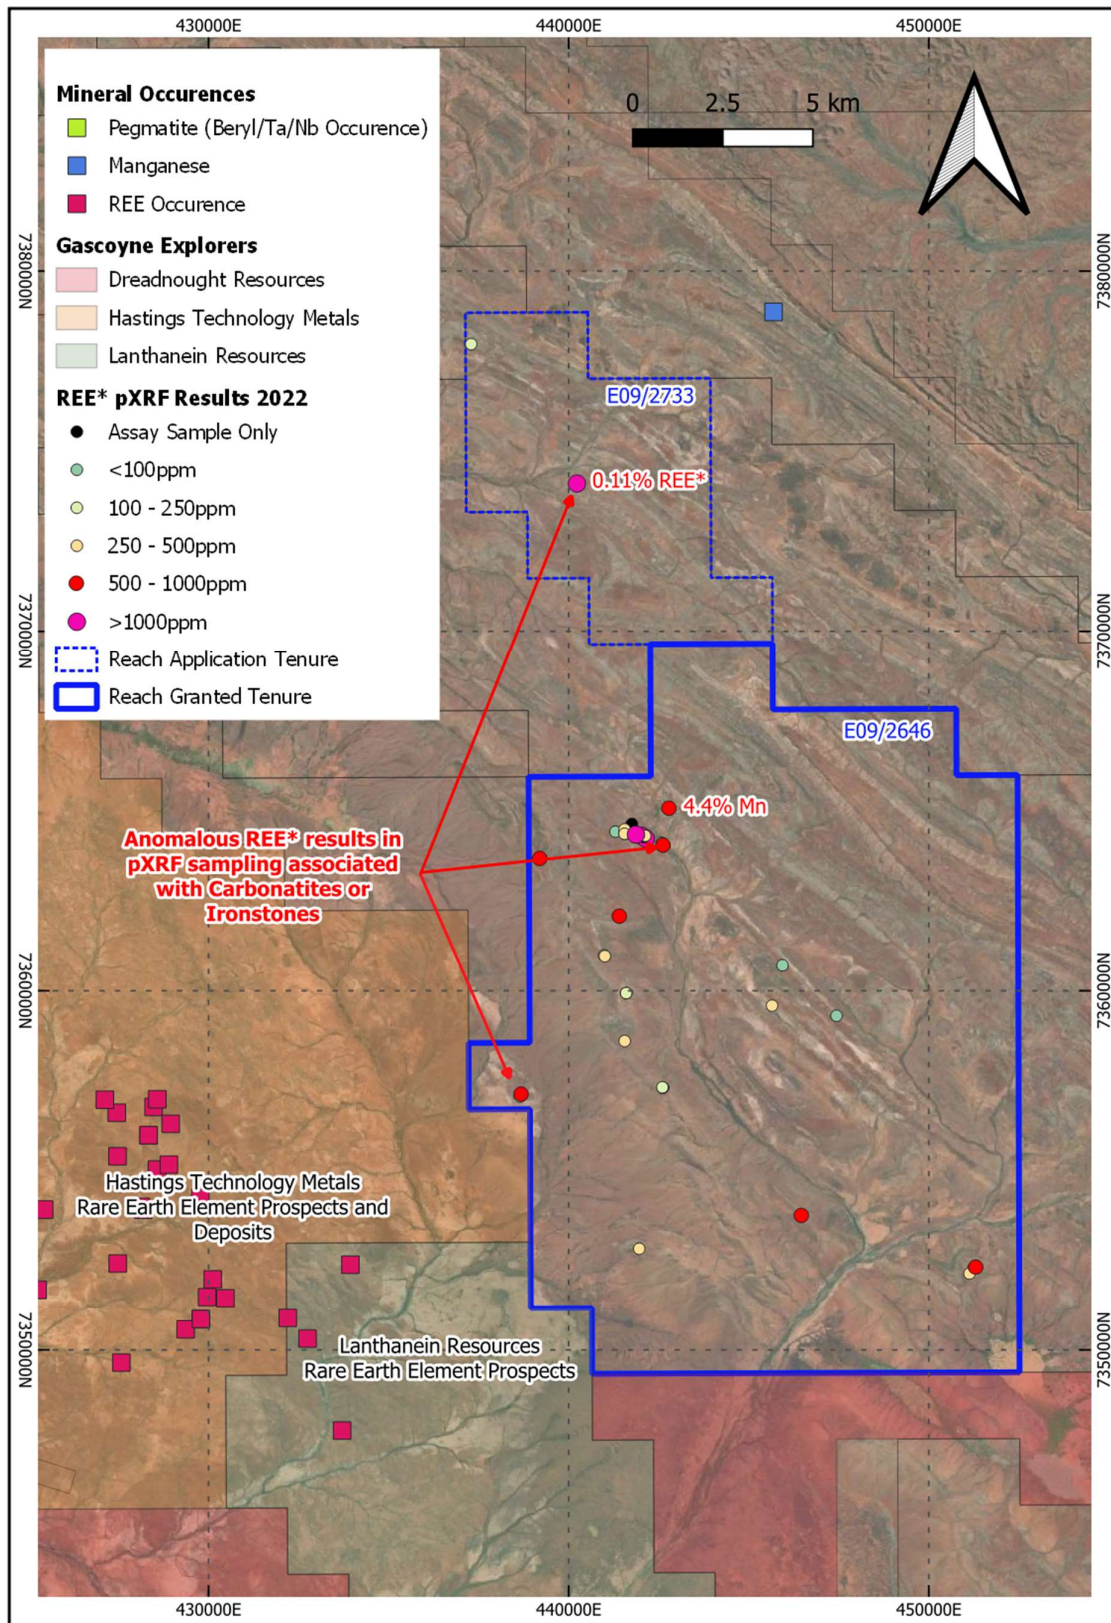 430000E
440000E
450000E
Mineral Occurences
Pegmatite (Beryl/Ta/Nb Occurence)
Manganese
REE Occurence
Gascoyne Explorers
Dreadnought Resources
Hastings Technology Metals
Lanthanein Resources
REE* pXRF Results 2022
Assay Sample Only
<100ppm
100 - 250ppm
250 - 500ppm
500 - 1000ppm
>1000ppm
Reach Application Tenure
Reach Granted Tenure
0
2.5
5 km
7380000N
7380000N
E09/2733
0.11% REE*
7370000N
7370000N
E09/2646
4.4% Mn
Anomalous REE* results in
pXRF sampling associated
with Carbonatites or
Ironstones
7360000N
7360000N
Hastings Technology Metals
Rare Earth Element Prospects and
Deposits
Lanthanein Resources
Rare Earth Element Prospects
7350000N
7350000N
430000E
440000E
450000E